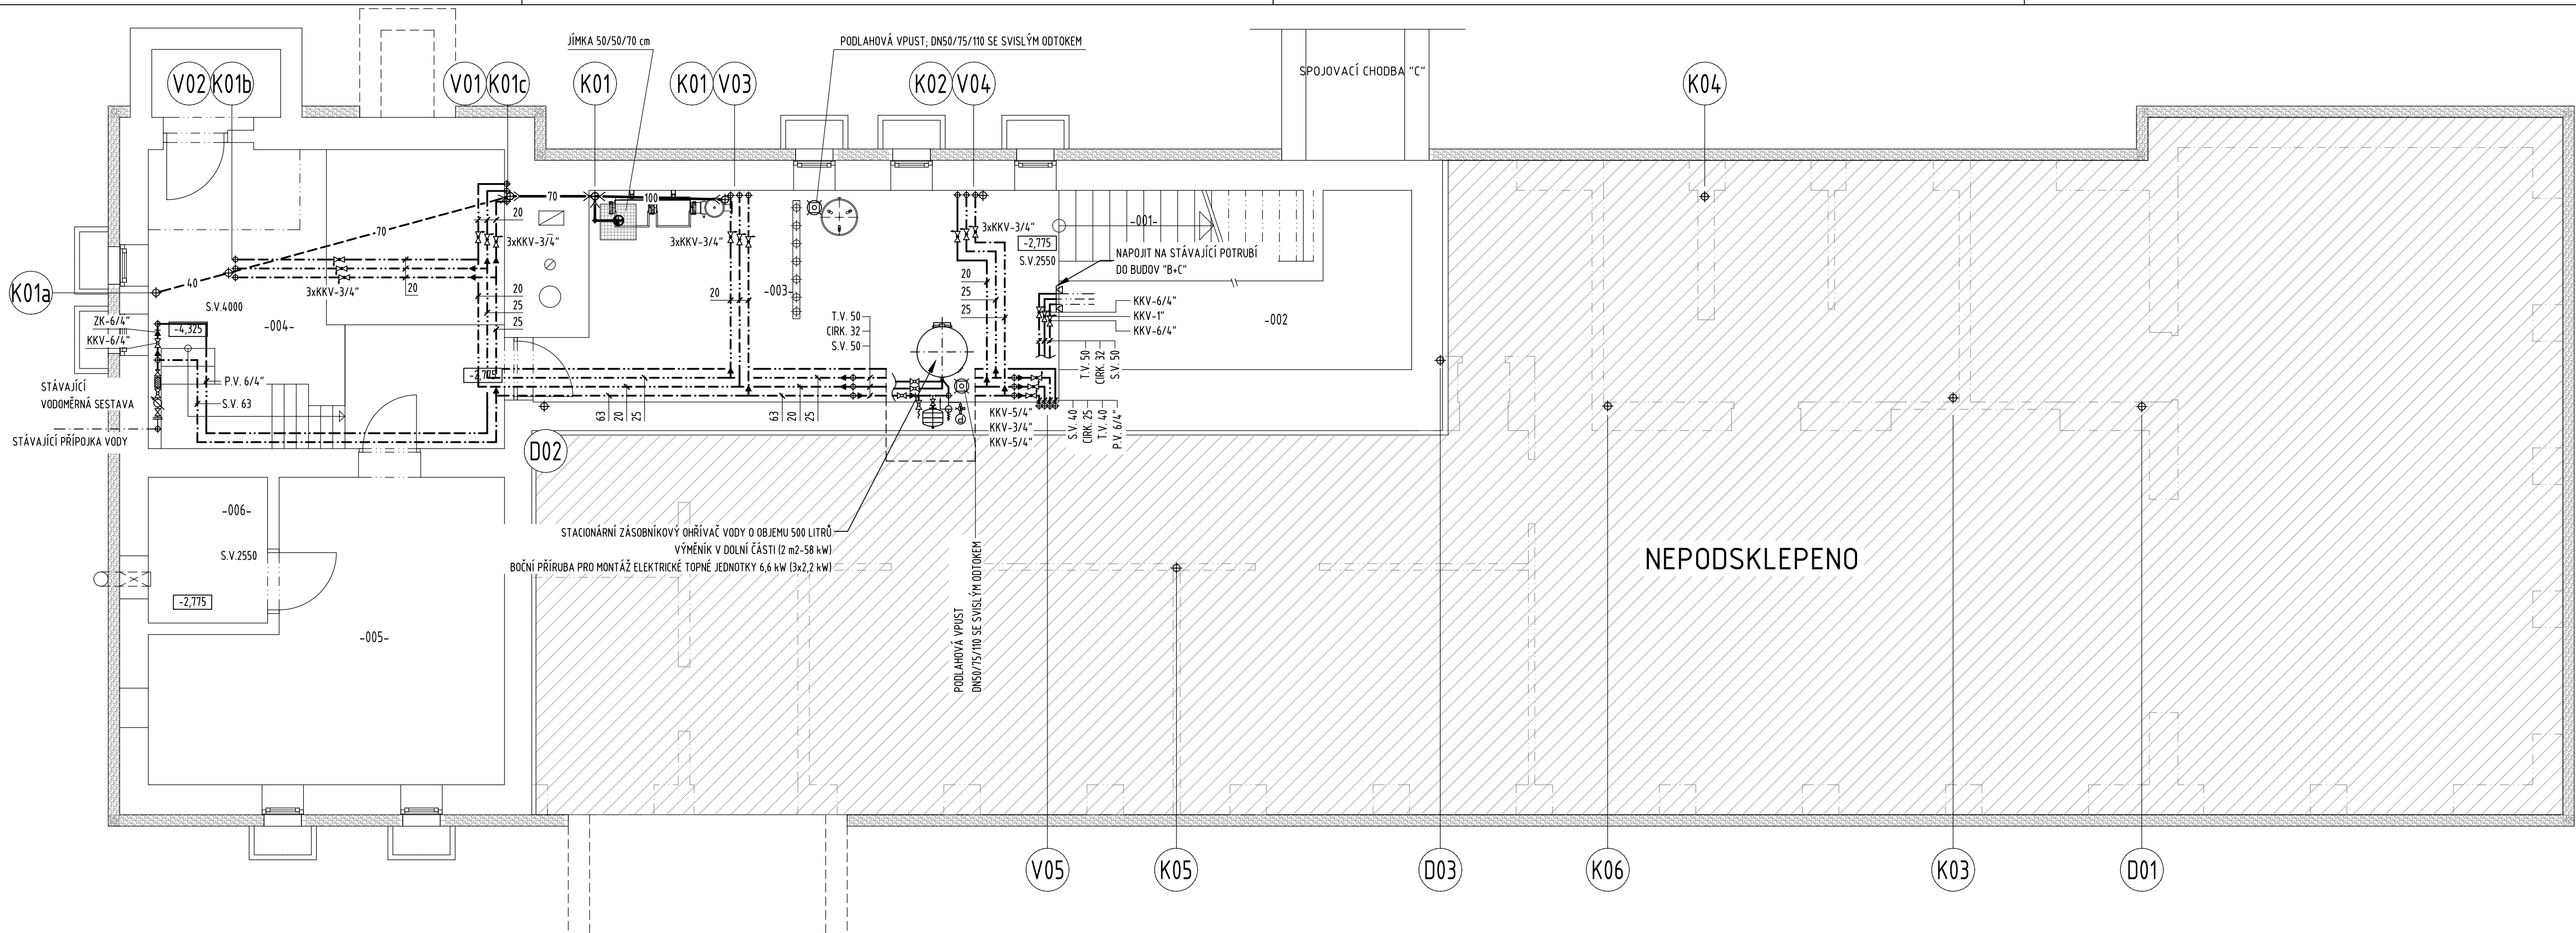 JÍMKA 50/50/70 cm
PODLAHOVÁ VPUST; DN50/75/110 SE SVISLÝM ODTOKEM
SPOJOVACÍ CHODBA "C"
V02
K01b
V01
K01c
K01
K01
V03
K02
V04
K04
70
100
20
3xKKV-3/4"
3xKKV-3/4"
3xKKV-3/4"
-001-
-2,775
S.V.2550
NAPOJIT NA STÁVAJÍCÍ POTRUBÍ
DO BUDOV "B+C"
70
40
K01a
3xKKV-3/4"
20
20
25
25
20
-003-
20
25
25
KKV-6/4"
KKV-1"
KKV-6/4"
-002
S.V.4000
-004-
ZK-6/4"
KKV-6/4"
-4,325
T.V. 50
CIRK. 32
S.V. 50
T.V. 50
CIRK. 32
S.V. 50
STÁVAJÍCÍ
VODOMĚRNÁ SESTAVA
P.V. 6/4"
S.V. 63
STÁVAJÍCÍ PŘÍPOJKA VODY
63
20
25
63
20
25
KKV-5/4"
KKV-3/4"
KKV-5/4"
S.V. 40
CIRK. 25
T.V. 40
P.V. 6/4"
D02
-006-
S.V.2550
-2,775
-005-
STACIONÁRNÍ ZÁSOBNÍKOVÝ OHŘÍVAČ VODY O OBJEMU 500 LITRŮ
VÝMĚNÍK V DOLNÍ ČÁSTI (2 m2-58 kW)
BOČNÍ PŘÍRUBA PRO MONTÁŽ ELEKTRICKÉ TOPNÉ JEDNOTKY 6,6 kW (3x2,2 kW)
PODLAHOVÁ VPUST
DN50/75/110 SE SVISLÝM ODTOKEM
NEPODSKLEPENO
V05
K05
D03
K06
K03
D01